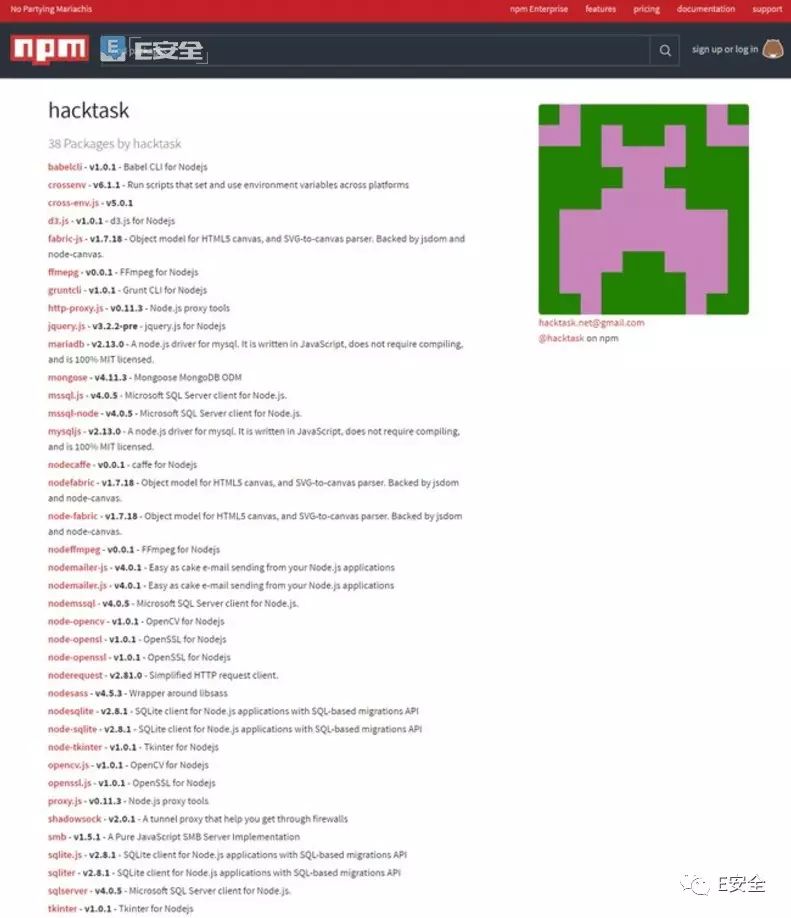 No Partying Mariachis
npm Enterprise features pricing documentation support
npm E安全
sign up or log in
hacktask
38 Packages by hacktask
babelcli - v1.0.1 - Babel CLI for Nodejs
crossenv - v6.1.1 - Run scripts that set and use environment variables across platforms
cross-env.js - v5.0.1
d3.js - v1.0.1 - d3.js for Nodejs
fabric-js - v1.7.18 - Object model for HTML5 canvas, and SVG-to-canvas parser. Backed by jsdom and
node-canvas.
ffmepg - v0.0.1 - FFmpeg for Nodejs
gruntcli - v1.0.1 - Grunt CLI for Nodejs
http-proxy.js - v0.11.3 - Node.js proxy tools
jquery.js - v3.2.2-pre - jquery.js for Nodejs
mariadb - v2.13.0 - A node.js driver for mysql. It is written in JavaScript, does not require compiling,
and is 100% MIT licensed.
mongose - v4.11.3 - Mongoose MongoDB ODM
mssql.js - v4.0.5 - Microsoft SQL Server client for Node.js.
mssql-node - v4.0.5 - Microsoft SQL Server client for Node.js.
mysqljs - v2.13.0 - A node.js driver for mysql. It is written in JavaScript, does not require compiling,
and is 100% MIT licensed.
nodecaffe - v0.0.1 - caffe for Nodejs
nodefabric - v1.7.18 - Object model for HTML5 canvas, and SVG-to-canvas parser. Backed by jsdom
and node-canvas.
node-fabric - v1.7.18 - Object model for HTML5 canvas, and SVG-to-canvas parser. Backed by jsdom
and node-canvas.
nodeffmpeg - v0.0.1 - FFmpeg for Nodejs
nodemailer-js - v4.0.1 - Easy as cake e-mail sending from your Node.js applications
nodemailer.js - v4.0.1 - Easy as cake e-mail sending from your Node.js applications
nodemssql - v4.0.5 - Microsoft SQL Server client for Node.js.
node-opencv - v1.0.1 - OpenCV for Nodejs
node-opensl - v1.0.1 - OpenSSL for Nodejs
node-openssl - v1.0.1 - OpenSSL for Nodejs
noderequest - v2.81.0 - Simplified HTTP request client.
nodesass - v4.5.3 - Wrapper around libsass
nodesqlite - v2.8.1 - SQLite client for Node.js applications with SQL-based migrations API
node-sqlite - v2.8.1 - SQLite client for Node.js applications with SQL-based migrations API
node-tkinter - v1.0.1 - Tkinter for Nodejs
opencv.js - v1.0.1 - OpenCV for Nodejs
openssl.js - v1.0.1 - OpenSSL for Nodejs
proxy.js - v0.11.3 - Node.js proxy tools
shadowsock - v2.0.1 - A tunnel proxy that help you get through firewalls
smb - v1.5.1 - A Pure JavaScript SMB Server Implementation
sqlite.js - v2.8.1 - SQLite client for Node.js applications with SQL-based migrations API
sqliter - v2.8.1 - SQLite client for Node.js applications with SQL-based migrations API
sqlserver - v4.0.5 - Microsoft SQL Server client for Node.js.
tkinter - v1.0.1 - Tkinter for Nodejs
hacktask.net@gmail.com
@hacktask on npm
E安全